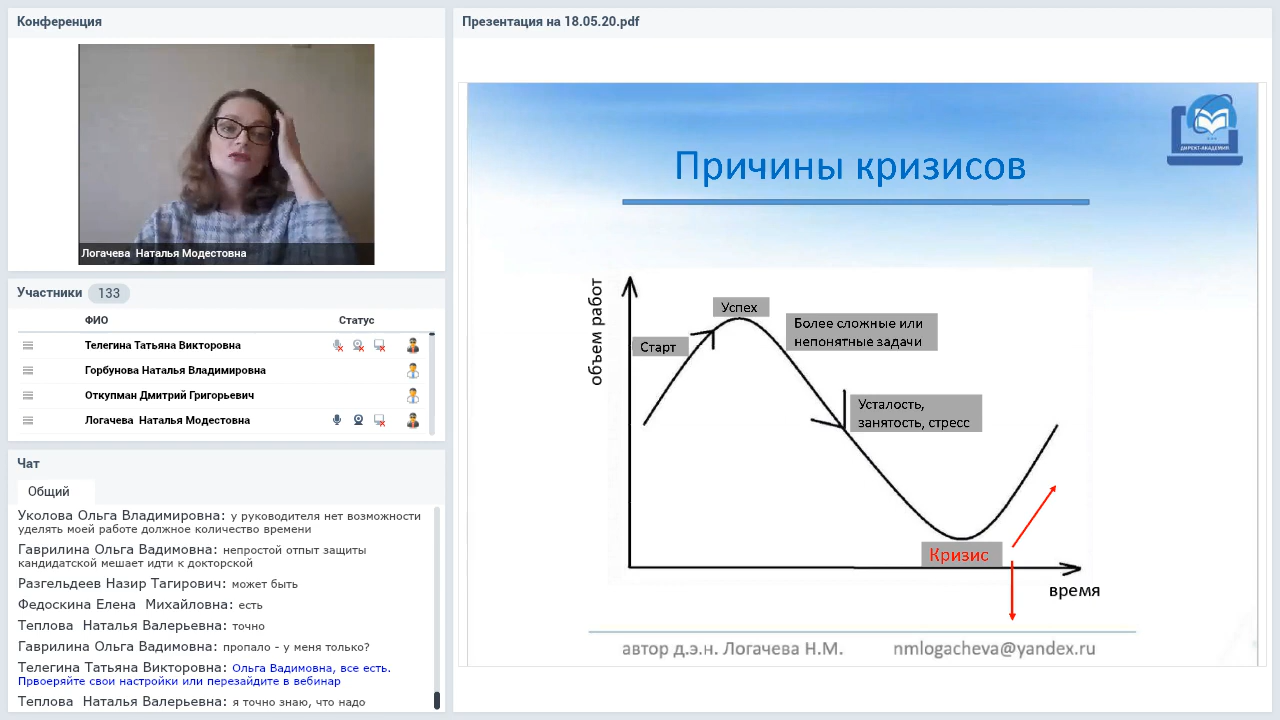 Конференция
Логачева  Наталья Модестовна
Участники 133
ФИО Статус
Телегина Татьяна Викторовна
Горбунова Наталья Владимировна
Откупман Дмитрий Григорьевич
Логачева  Наталья Модестовна
Чат
Общий
Уколова Ольга Владимировна: у руководителя нет возможности
уделять моей работе должное количество времени
Гаврилина Ольга Вадимовна: непростой отпыт защиты
кандидатской мешает идти к докторской
Разгельдеев Назир Тагирович: может быть
Федоскина Елена  Михайловна: есть
Теплова  Наталья Валерьевна: точно
Гаврилина Ольга Вадимовна: пропало - у меня только?
Телегина Татьяна Викторовна: Ольга Вадимовна, все есть.
Првоеряйте свои настройки или перезайдите в вебинар
Теплова  Наталья Валерьевна: я точно знаю, что надо
Презентация на 18.05.20.pdf
ДИРЕКТ-АКАДЕМИЯ
Причины кризисов
объем работ
Успех
Старт
Более сложные или
непонятные задачи
Усталость,
занятость, стресс
Кризис
время
автор д.э.н. Логачева Н.М. nmlogacheva@yandex.ru